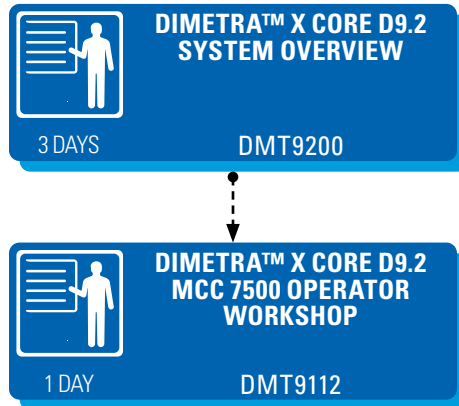 DIMETRA™ X CORE D9.2
SYSTEM OVERVIEW
3 DAYS
DMT9200
DIMETRA™ X CORE D9.2
MCC 7500 OPERATOR
WORKSHOP
1 DAY
DMT9112